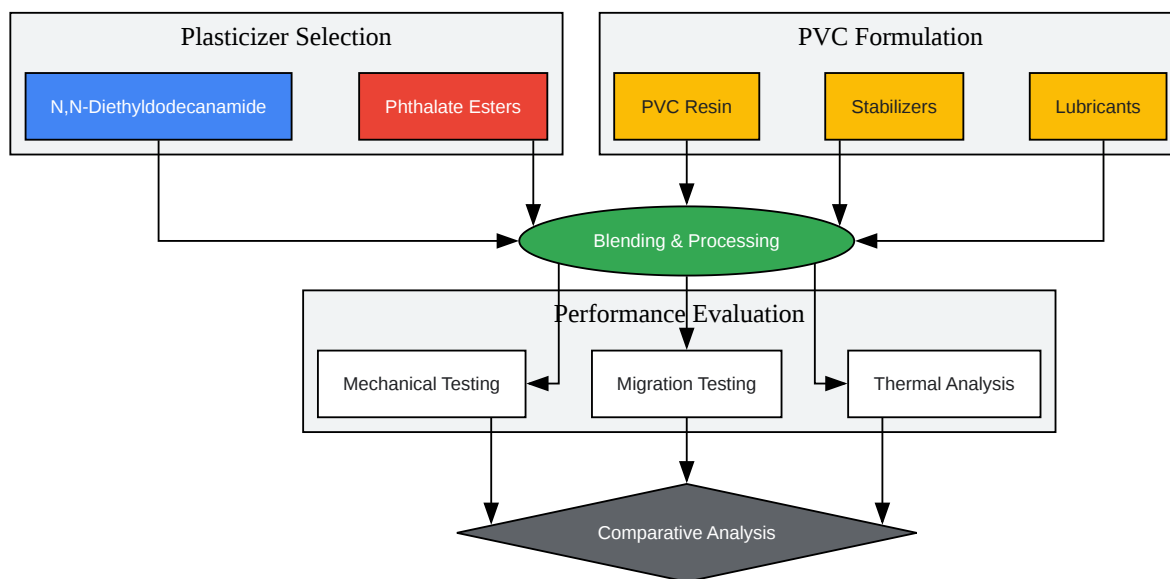 Plasticizer Selection
PVC Formulation
N,N-Diethyldodecanamide
Phthalate Esters
PVC Resin
Stabilizers
Lubricants
Blending & Processing
Performance Evaluation
Mechanical Testing
Migration Testing
Thermal Analysis
Comparative Analysis